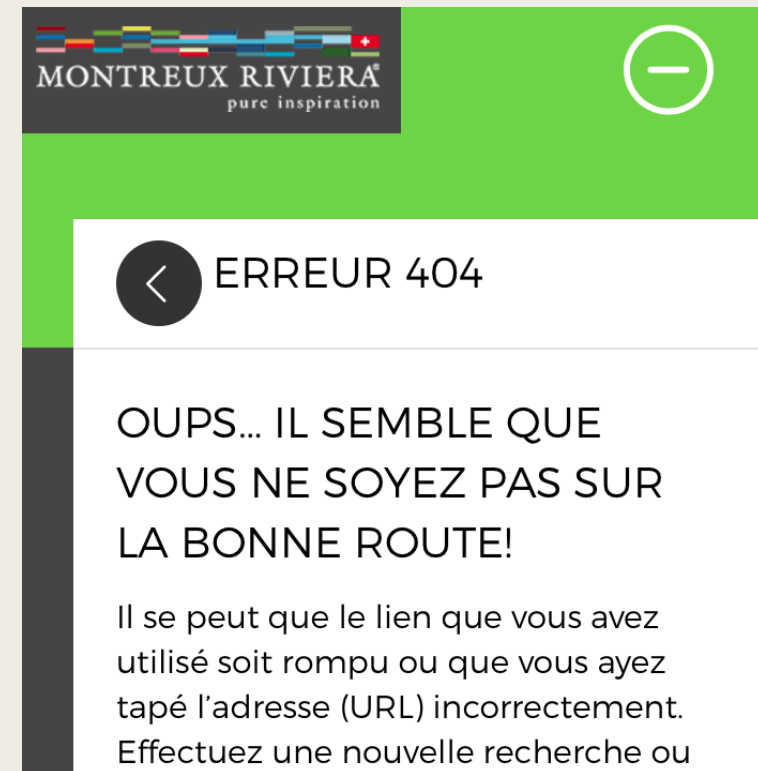 MONTREUX RIVIERA®
pure inspiration
ERREUR 404
OUPS... IL SEMBLE QUE
VOUS NE SOYEZ PAS SUR
LA BONNE ROUTE!
Il se peut que le lien que vous avez
utilisé soit rompu ou que vous ayez
tapé l’adresse (URL) incorrectement.
Effectuez une nouvelle recherche ou